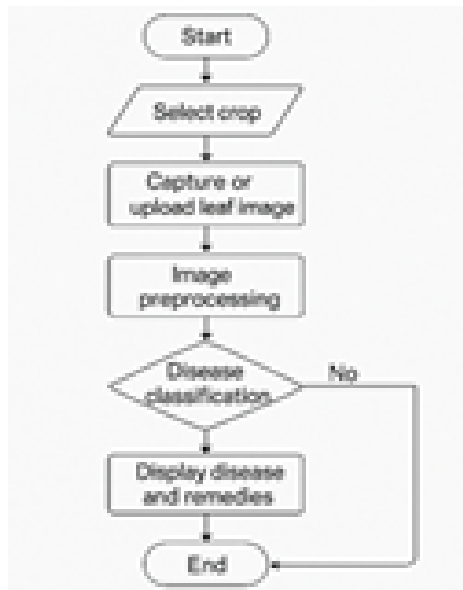 Start
Select crop
Capture or
upload leaf image
Image
preprocessing
Disease
classification
No
Display disease
and remedies
End